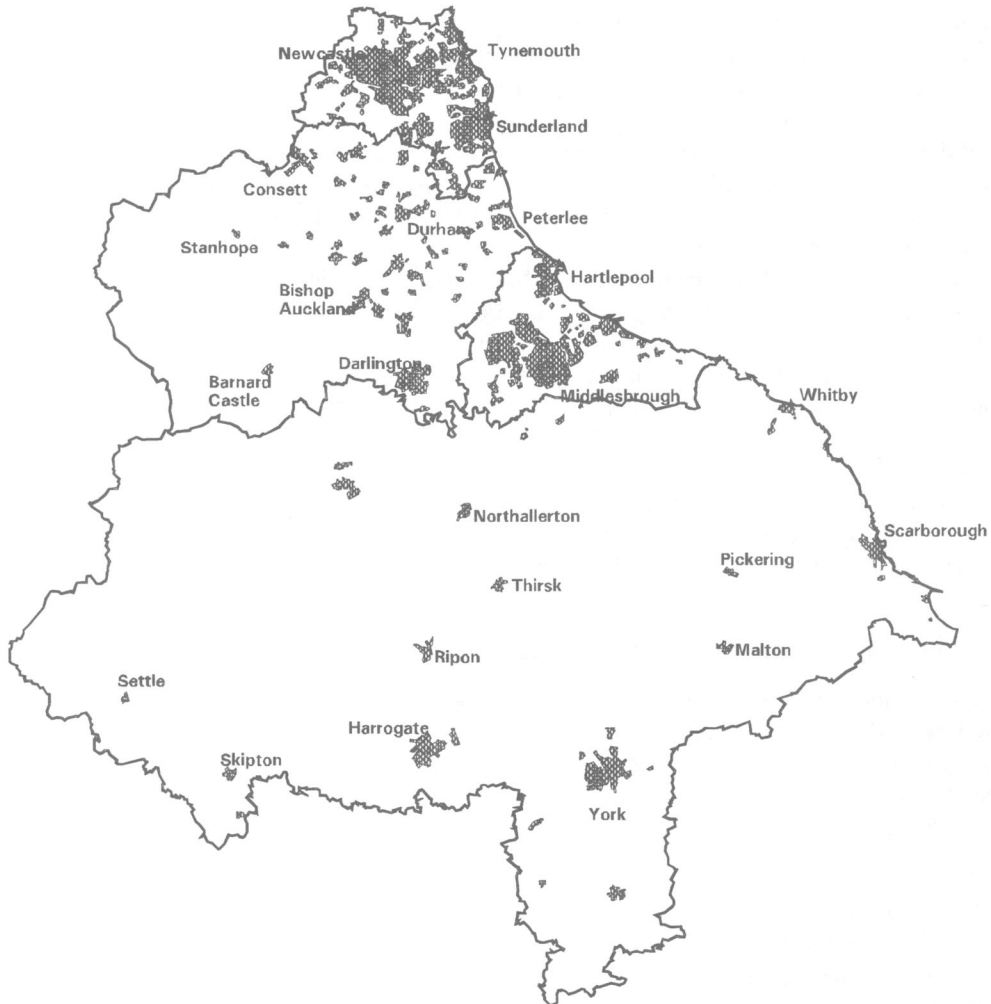 Newcastle
Tynemouth
Sunderland
Consett
Stanhope
Durham
Peterlee
Hartlepool
Bishop
Auckland
Darlington
Barnard
Castle
Middlesbrough
Whitby
Northallerton
Scarborough
Pickering
Thirsk
Ripon
Malton
Settle
Harrogate
Skipton
York